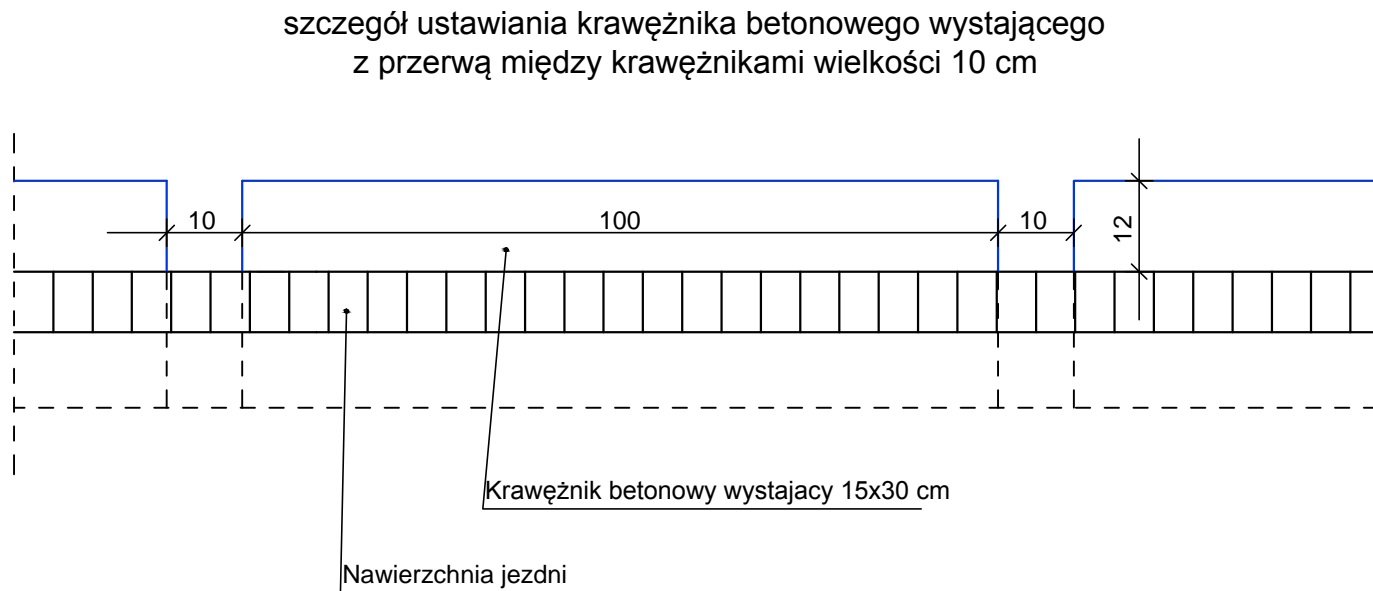 szczegół ustawiania krawężnika betonowego wystającego
z przerwą między krawężnikami wielkości 10 cm
10
100
10
12
Krawężnik betonowy wystajacy 15x30 cm
Nawierzchnia jezdni